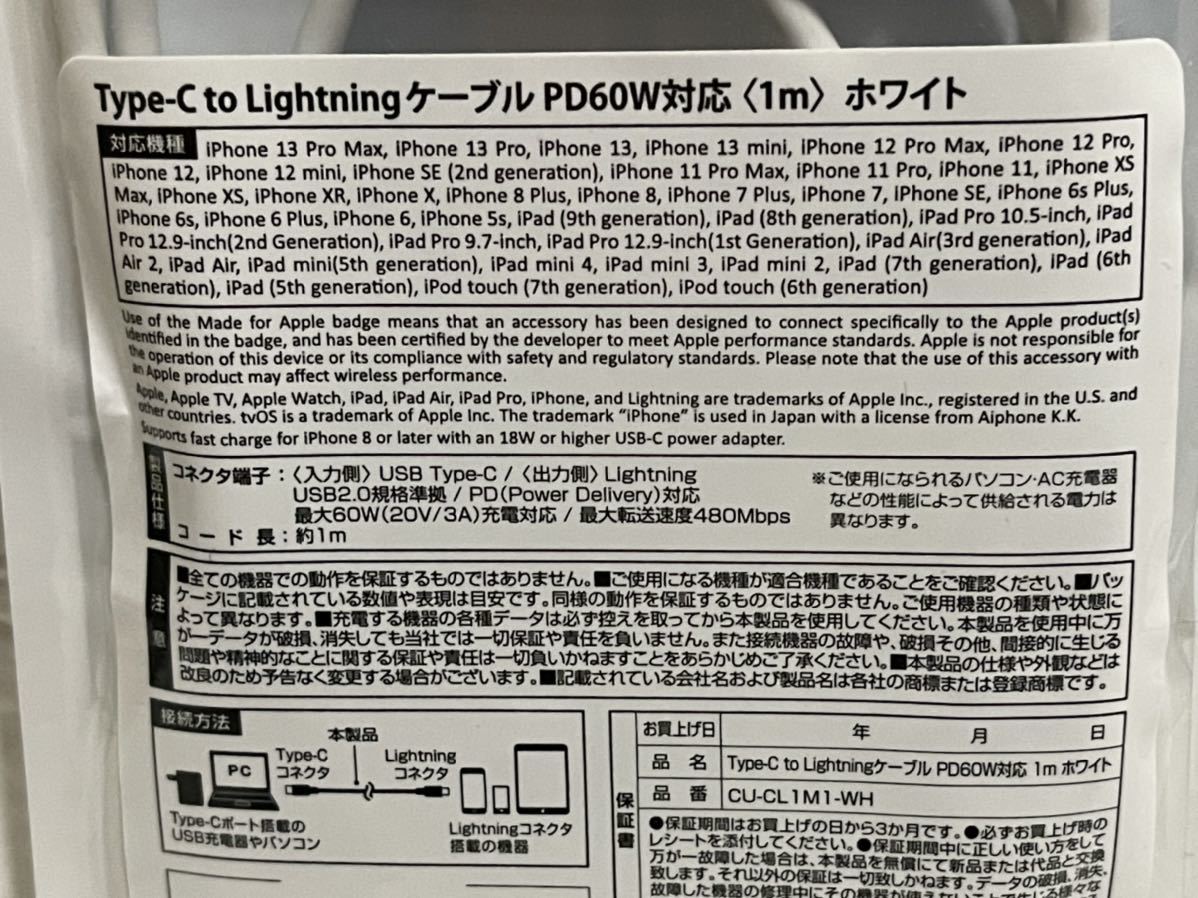 Type-C to Lightningケーブル PD60W対応〈1m〉 ホワイト
対応機種 iPhone 13 Pro Max, iPhone 13 Pro, iPhone 13, iPhone 13 mini, iPhone 12 Pro Max, iPhone 12 Pro,
iPhone 12, iPhone 12 mini, iPhone SE (2nd generation), iPhone 11 Pro Max, iPhone 11 Pro, iPhone 11, iPhone XS
Max, iPhone XS, iPhone XR, iPhone X, iPhone 8 Plus, iPhone 8, iPhone 7 Plus, iPhone 7, iPhone SE, iPhone 6s Plus,
iPhone 6s, iPhone 6 Plus, iPhone 6, iPhone 5s, iPad (9th generation), iPad (8th generation), iPad Pro 10.5-inch, iPad
Pro 12.9-inch(2nd Generation), iPad Pro 9.7-inch, iPad Pro 12.9-inch(1st Generation), iPad Air(3rd generation), iPad
Air 2, iPad Air, iPad mini(5th generation), iPad mini 4, iPad mini 3, iPad mini 2, iPad (7th generation), iPad (6th
generation), iPad (5th generation), iPod touch (7th generation), iPod touch (6th generation)
Use of the Made for Apple badge means that an accessory has been designed to connect specifically to the Apple product(s)
identified in the badge, and has been certified by the developer to meet Apple performance standards. Apple is not responsible for
the operation of this device or its compliance with safety and regulatory standards. Please note that the use of this accessory with
an Apple product may affect wireless performance.
Apple, Apple TV, Apple Watch, iPad, iPad Air, iPad Pro, iPhone, and Lightning are trademarks of Apple Inc., registered in the U.S. and
other countries. tvOS is a trademark of Apple Inc. The trademark “iPhone” is used in Japan with a license from Aiphone K.K.
Supports fast charge for iPhone 8 or later with an 18W or higher USB-C power adapter.
製品仕様
コネクタ端子：〈入力側〉USB Type-C /〈出力側〉Lightning
USB2.0規格準拠 / PD(Power Delivery)対応
最大60W(20V/3A)充電対応 / 最大転送速度480Mbps
コード長：約1m
※ご使用になられるパソコン・AC充電器
などの性能によって供給される電力は
異なります。
注意
■全ての機器での動作を保証するものではありません。■ご使用になる機種が適合機種であることをご確認ください。■パッ
ケージに記載されている数値や表現は目安です。同様の動作を保証するものではありません。ご使用機器の種類や状態に
よって異なります。■充電する機器の各種データは必ず控えを取ってから本製品を使用してください。本製品を使用中に万
が一データが破損、消失しても当社では一切保証や責任を負いません。また接続機器の故障や、破損その他、間接的に生じる
問題や精神的なことに関する保証や責任は一切負いかねますことをあらかじめご了承ください。■本製品の仕様や外観などは
改良のため予告なく変更する場合がございます。■記載されている会社名および製品名は各社の商標または登録商標です。
接続方法
本製品
Type-C
コネクタ
Lightning
コネクタ
PC
Type-Cポート搭載の
USB充電器やパソコン
Lightningコネクタ
搭載の機器
保証書
お買上げ日 年 月 日
品名 Type-C to Lightningケーブル PD60W対応 1m ホワイト
品番 CU-CL1M1-WH
●保証期間はお買上げの日から3か月です。●必ずお買上げ時の
レシートを添付してください。●保証期間中に正しい使い方をして
万が一故障した場合は、本製品を無償にて新品または代品と交換
致します。それ以外の保証は一切致しかねます。データの破損、消失、
故障した機器の修理中にその機器が使えないことで生じる様々な